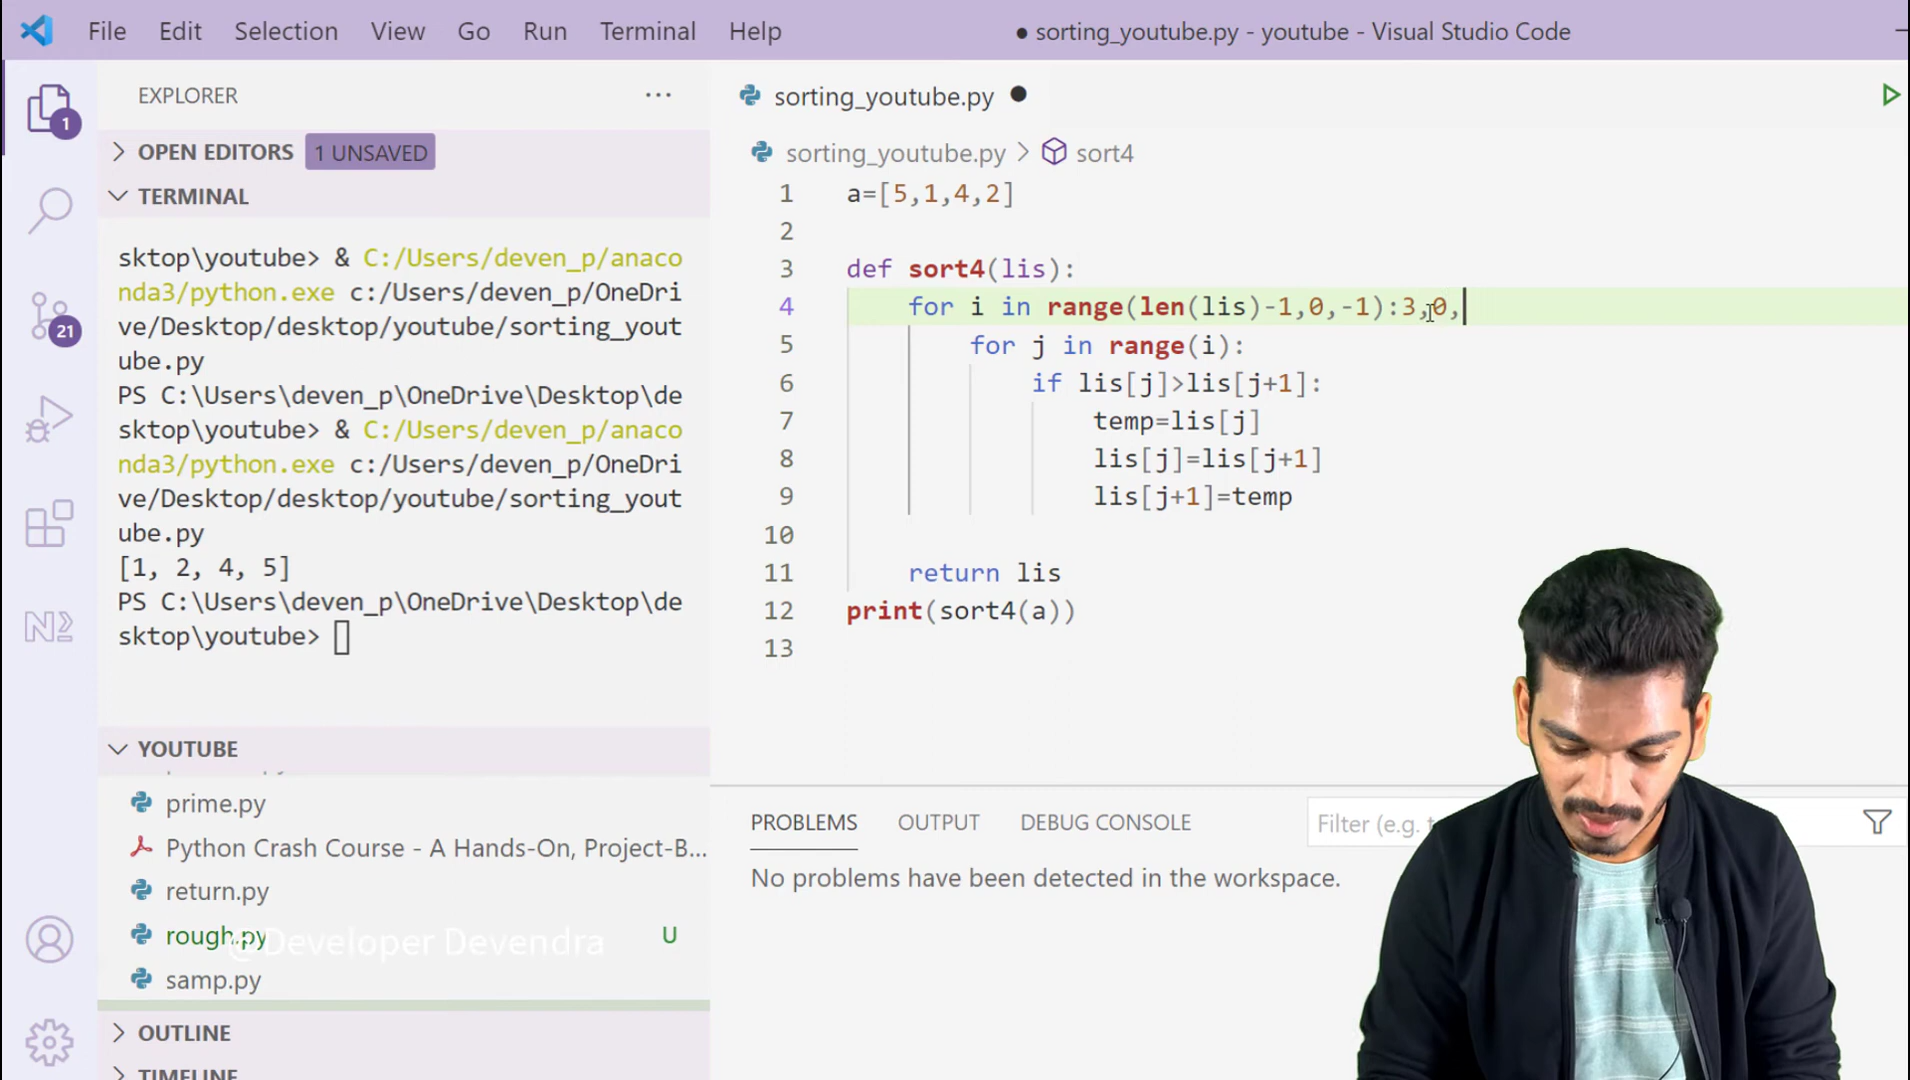 File Edit Selection View Go Run Terminal Help ● sorting_youtube.py - youtube - Visual Studio Code
EXPLORER ...
OPEN EDITORS 1 UNSAVED
TERMINAL
sktop\youtube> & C:/Users/deven_p/anaco
nda3/python.exe c:/Users/deven_p/OneDri
ve/Desktop/desktop/youtube/sorting_yout
ube.py
PS C:\Users\deven_p\OneDrive\Desktop\de
sktop\youtube> & C:/Users/deven_p/anaco
nda3/python.exe c:/Users/deven_p/OneDri
ve/Desktop/desktop/youtube/sorting_yout
ube.py
[1, 2, 4, 5]
PS C:\Users\deven_p\OneDrive\Desktop\de
sktop\youtube>
YOUTUBE
prime.py
Python Crash Course - A Hands-On, Project-B...
return.py
rough.py U
@Developer Devendra
samp.py
OUTLINE
TIMELINE
1
21
sorting_youtube.py ●
sorting_youtube.py > sort4
1 a=[5,1,4,2]
2
3 def sort4(lis):
4 for i in range(len(lis)-1,0,-1):3,0,
5 for j in range(i):
6 if lis[j]>lis[j+1]:
7 temp=lis[j]
8 lis[j]=lis[j+1]
9 lis[j+1]=temp
10
11 return lis
12 print(sort4(a))
13
PROBLEMS OUTPUT DEBUG CONSOLE Filter (e.g.
No problems have been detected in the workspace.